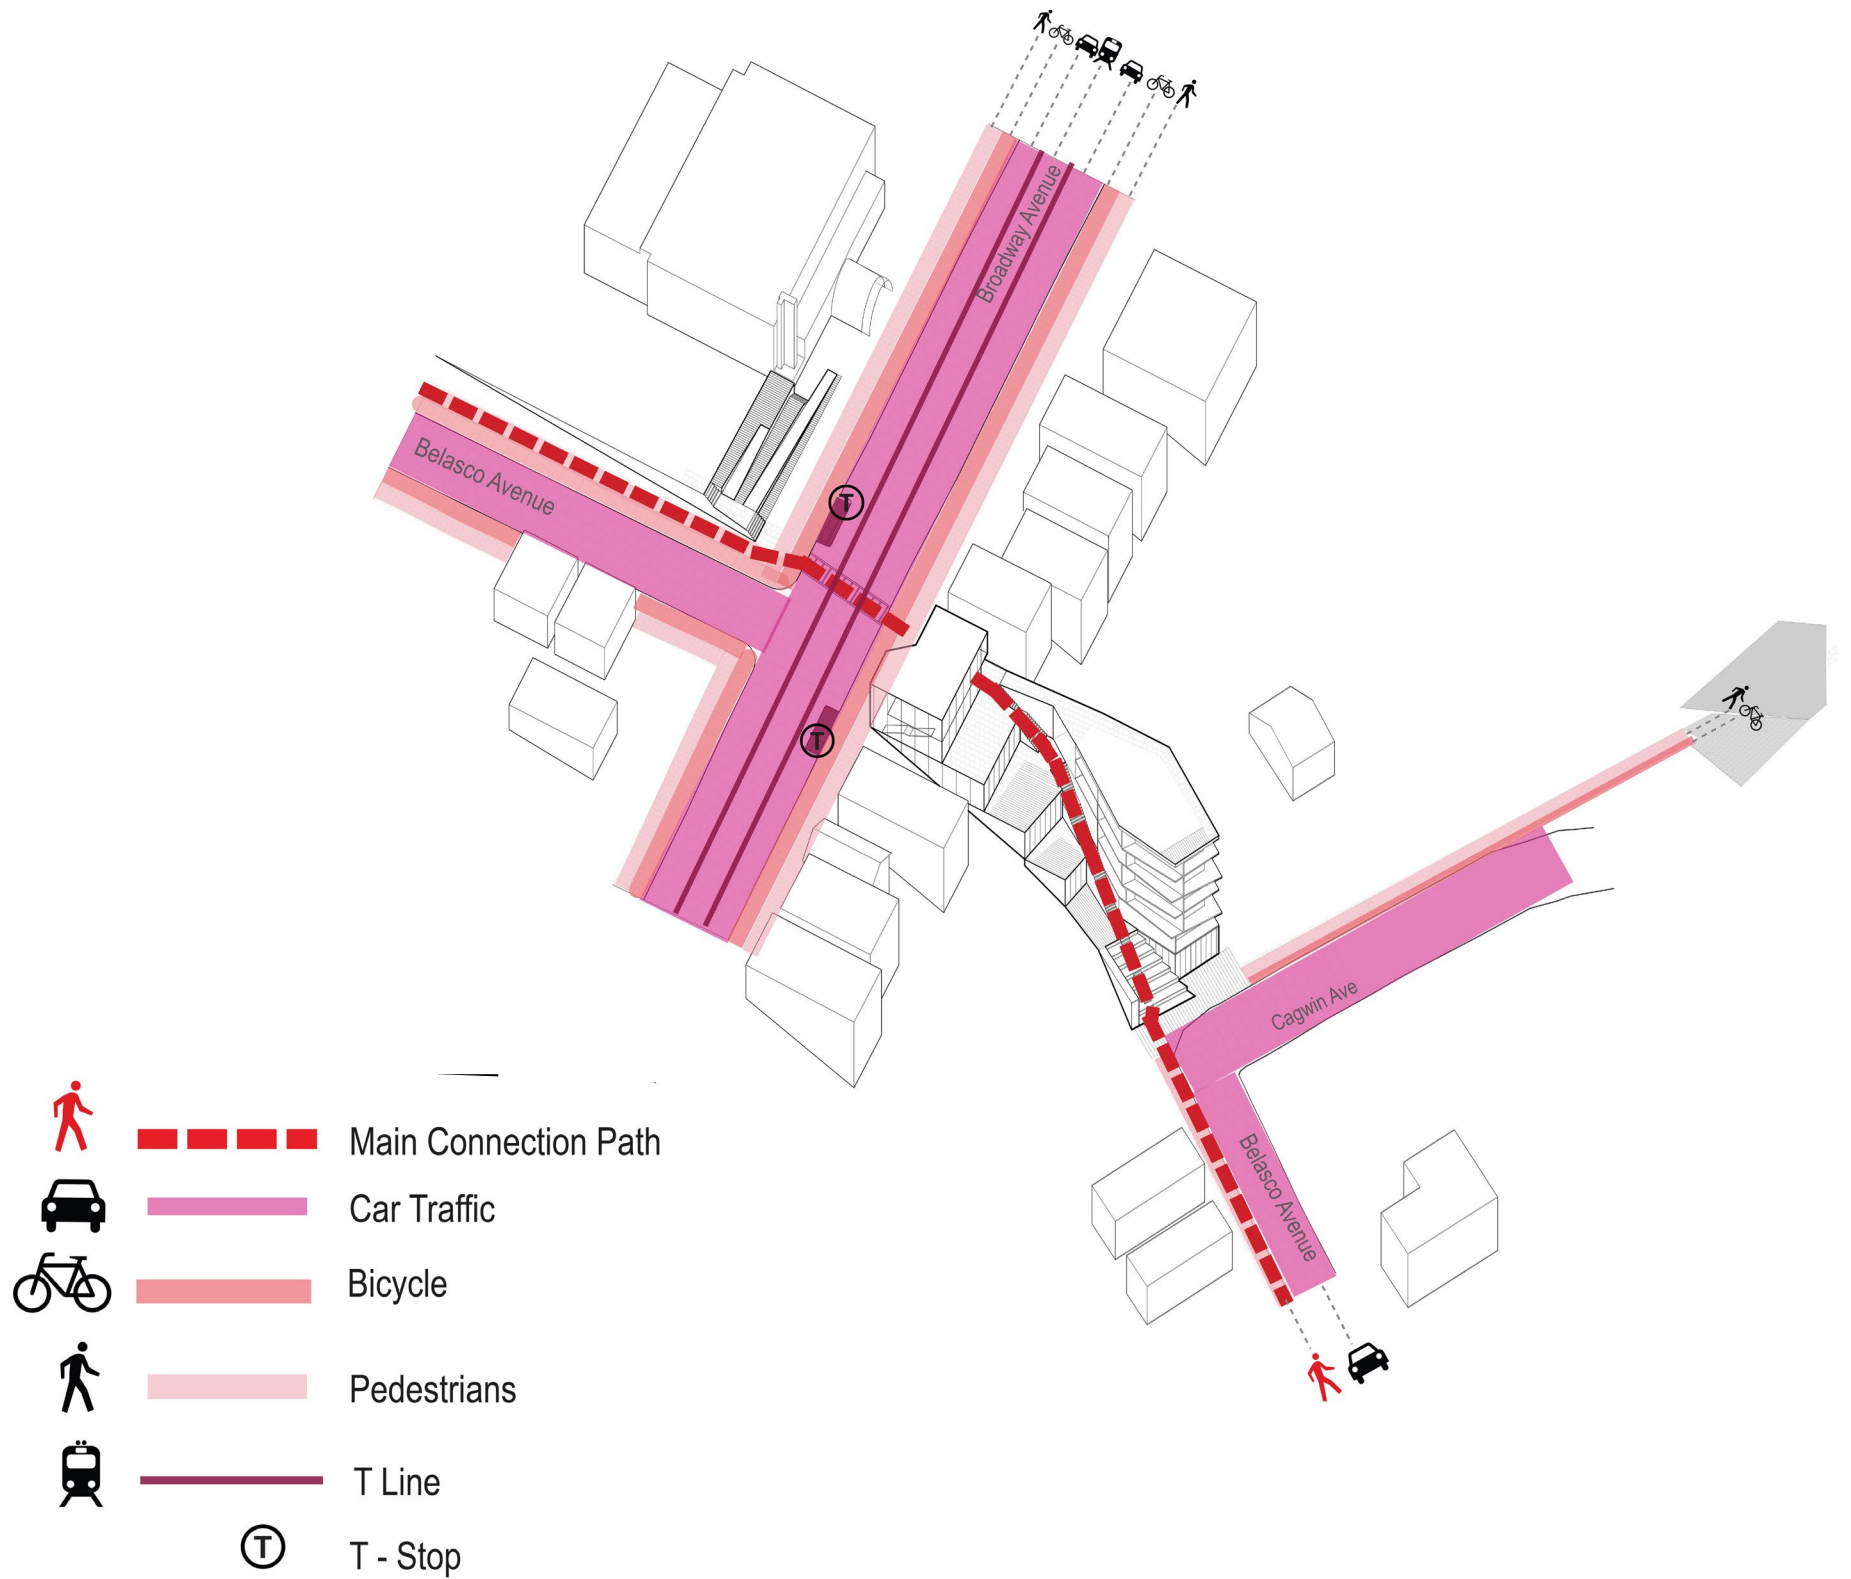 Broadway Avenue
Belasco Avenue
T
T
Cagwin Ave
Belasco Avenue
Main Connection Path
Car Traffic
Bicycle
Pedestrians
T Line
T T - Stop